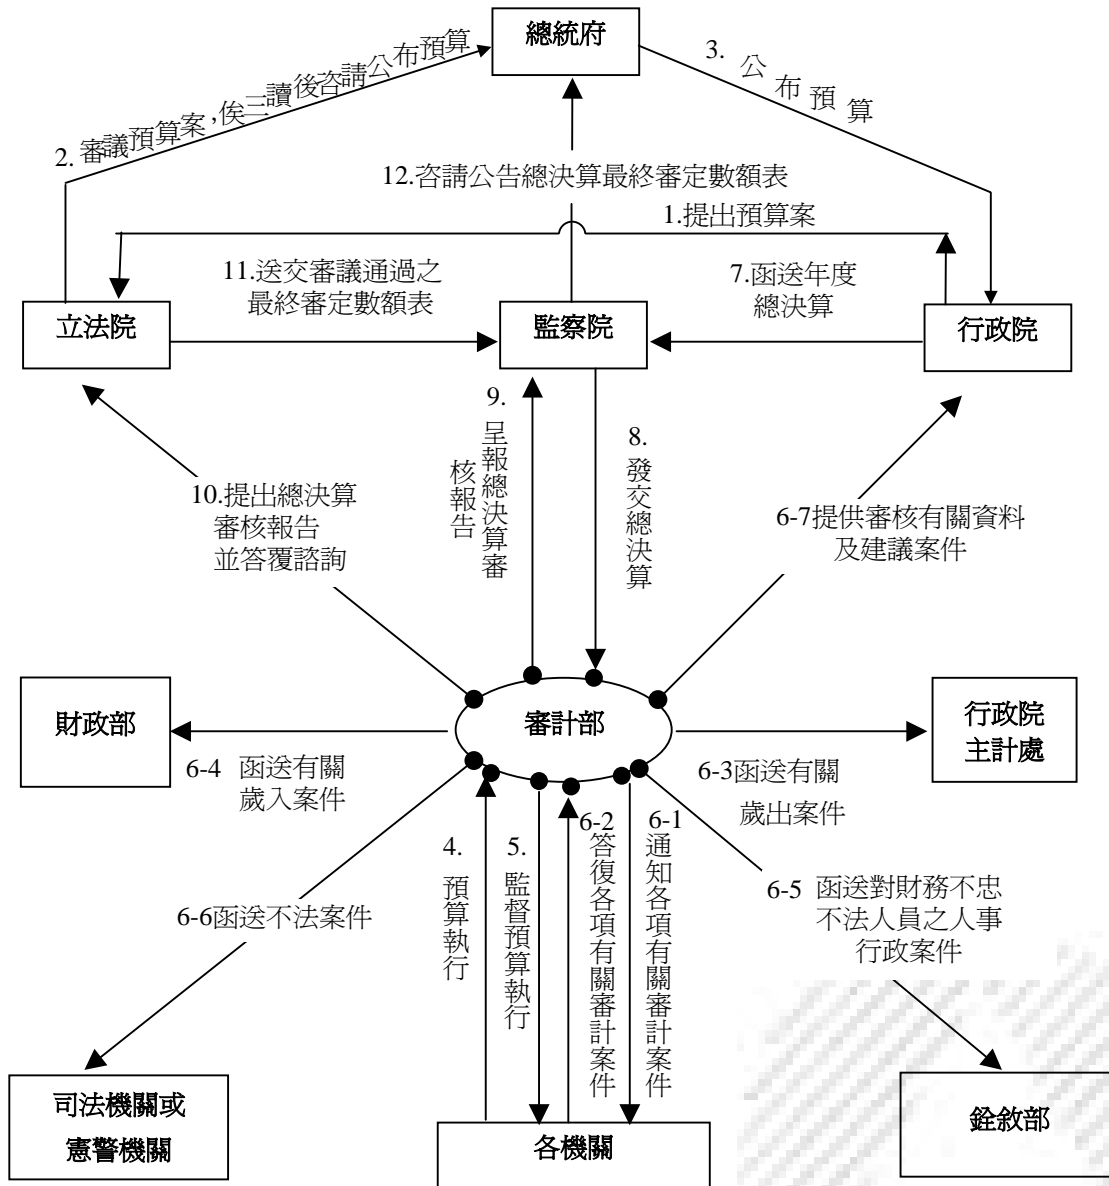 總統府
2. 審議預算案,俟三讀後咨請公布預算
3. 公布預算
12.咨請公告總決算最終審定數額表
1.提出預算案
11.送交審議通過之
最終審定數額表
7.函送年度
總決算
立法院
監察院
行政院
9. 呈報總決算審
核報告
8. 發交總決算
10.提出總決算
審核報告
並答覆諮詢
6-7提供審核有關資料
及建議案件
財政部
審計部
行政院
主計處
6-4 函送有關
歲入案件
6-3函送有關
歲出案件
4. 預算執行
5. 監督預算執行
6-2 答復各項有關審計案件
6-1 通知各項有關審計案件
6-6函送不法案件
6-5 函送對財務不忠
不法人員之人事
行政案件
司法機關或
憲警機關
各機關
銓敘部